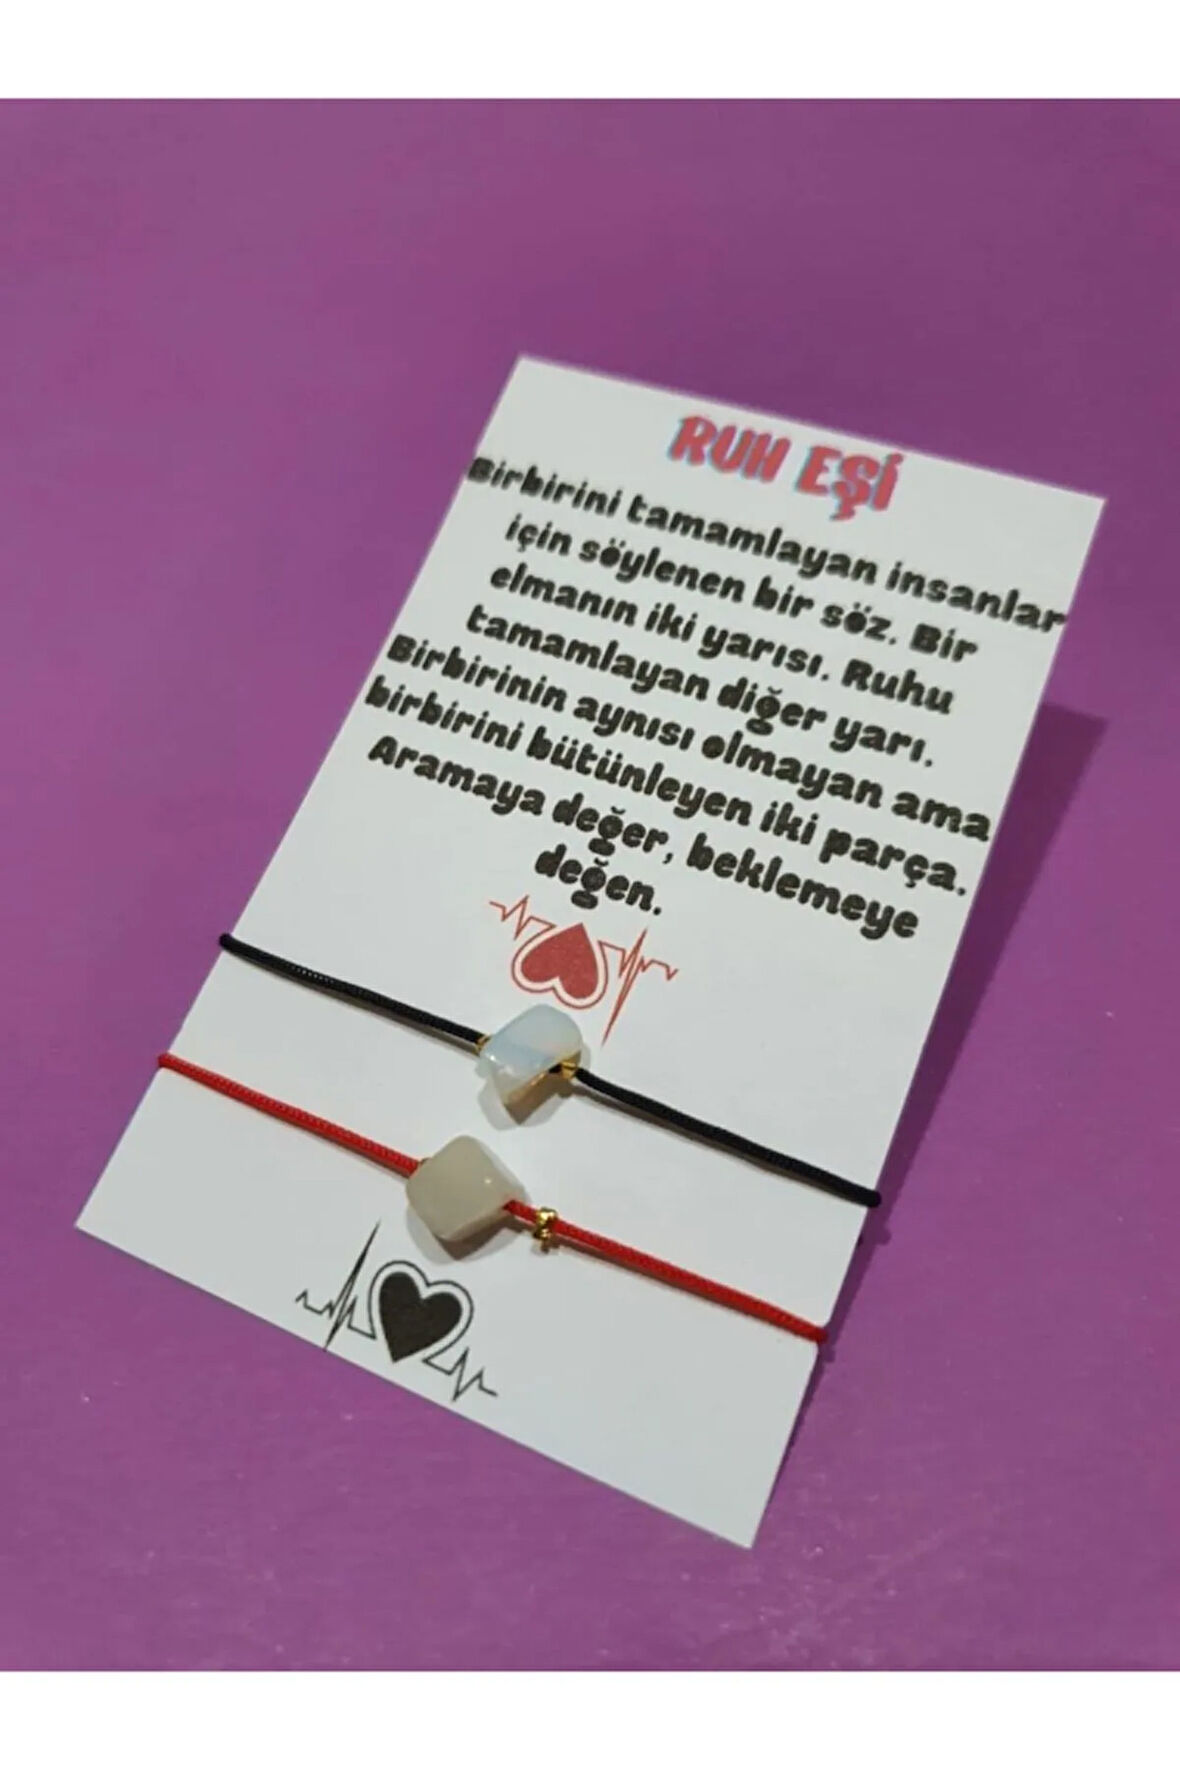 RUH EŞİ
Birbirini tamamlayan insanlar
için söylenen bir söz. Bir
elmanın iki yarısı. Ruhu
tamamlayan diğer yarı.
Birbirinin aynısı olmayan ama
birbirini bütünleyen iki parça.
Aramaya değer, beklemeye
değen.